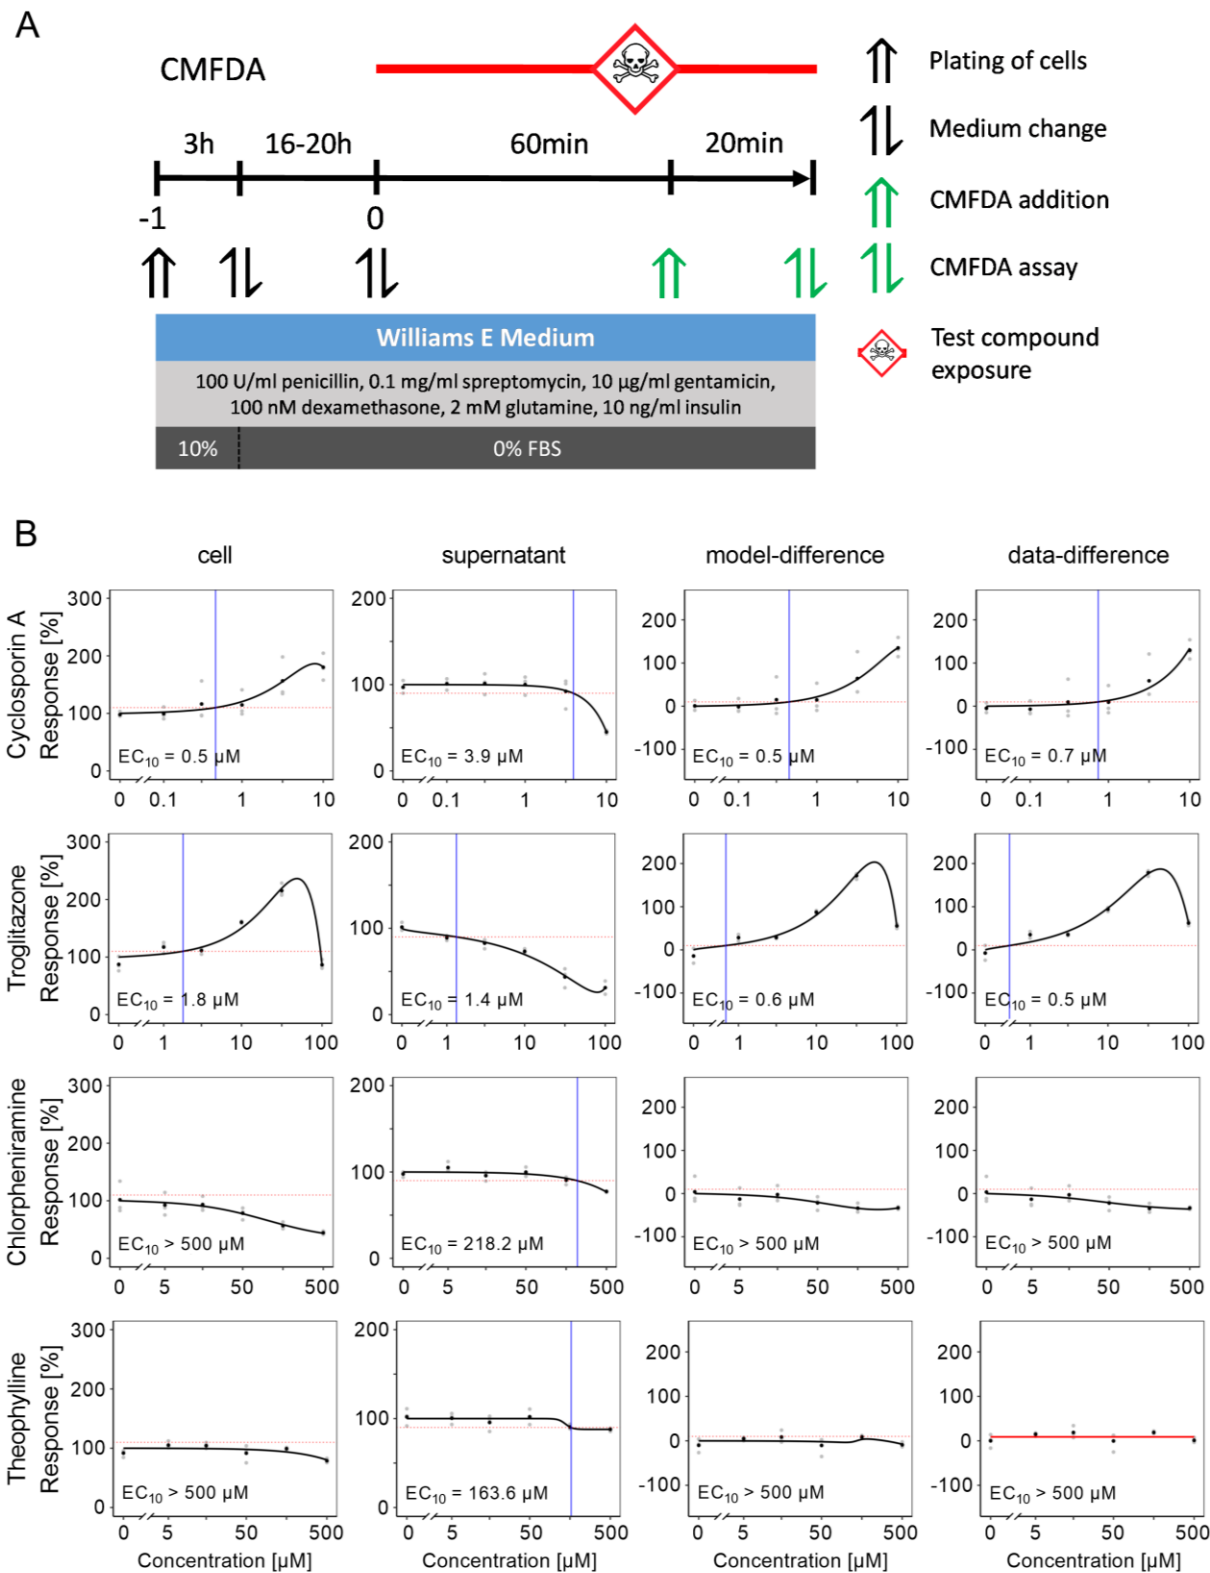 A
CMFDA
3h
16-20h
60min
20min
-1
0
Plating of cells
Medium change
CMFDA addition
CMFDA assay
Test compound
exposure
Williams E Medium
100 U/ml penicillin, 0.1 mg/ml spreptomycin, 10 µg/ml gentamicin,
100 nM dexamethasone, 2 mM glutamine, 10 ng/ml insulin
10%
0% FBS
B
cell
supernatant
model-difference
data-difference
Cyclosporin A
Response [%]
300
200
100
0
EC10 = 0.5 µM
0 0.1 1 10
200
100
0
EC10 = 3.9 µM
0 0.1 1 10
200
100
0
-100
EC10 = 0.5 µM
0 0.1 1 10
200
100
0
-100
EC10 = 0.7 µM
0 0.1 1 10
Troglitazone
Response [%]
300
200
100
0
EC10 = 1.8 µM
0 1 10 100
200
100
0
EC10 = 1.4 µM
0 1 10 100
200
100
0
-100
EC10 = 0.6 µM
0 1 10 100
200
100
0
-100
EC10 = 0.5 µM
0 1 10 100
Chlorpheniramine
Response [%]
300
200
100
0
EC10 > 500 µM
0 5 50 500
200
100
0
EC10 = 218.2 µM
0 5 50 500
200
100
0
-100
EC10 > 500 µM
0 5 50 500
200
100
0
-100
EC10 > 500 µM
0 5 50 500
Theophylline
Response [%]
300
200
100
0
EC10 > 500 µM
0 5 50 500
Concentration [µM]
200
100
0
EC10 = 163.6 µM
0 5 50 500
Concentration [µM]
200
100
0
-100
EC10 > 500 µM
0 5 50 500
Concentration [µM]
200
100
0
-100
EC10 > 500 µM
0 5 50 500
Concentration [µM]